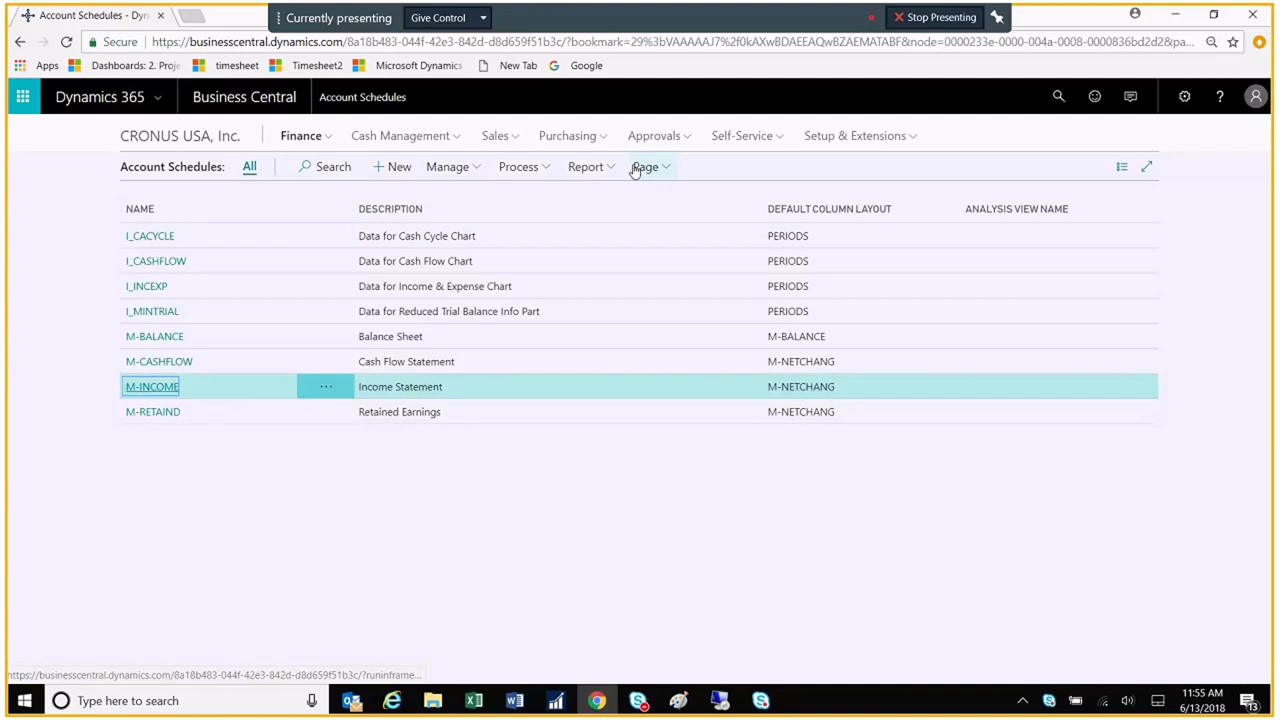 Account Schedules - Dyn
Currently presenting
Give Control
Stop Presenting
Secure
https://businesscentral.dynamics.com/8a18b483-044f-42e3-842d-d8d659f51b3c/?bookmark=29%3bVAAAAAJ7%2f0kAXwBDAEEAQwBZAEMATABF&node=0000233e-0000-004a-0008-0000836bd2d2&pa...
Apps
Dashboards: 2. Proje
timesheet
Timesheet2
Microsoft Dynamics
New Tab
Google
Dynamics 365
Business Central
Account Schedules
?
CRONUS USA, Inc.
Finance
Cash Management
Sales
Purchasing
Approvals
Self-Service
Setup & Extensions
Account Schedules:
All
Search
+ New
Manage
Process
Report
Page
NAME
DESCRIPTION
DEFAULT COLUMN LAYOUT
ANALYSIS VIEW NAME
I_CACYCLE
Data for Cash Cycle Chart
PERIODS
I_CASHFLOW
Data for Cash Flow Chart
PERIODS
I_INCEXP
Data for Income & Expense Chart
PERIODS
I_MINTRIAL
Data for Reduced Trial Balance Info Part
PERIODS
M-BALANCE
Balance Sheet
M-BALANCE
M-CASHFLOW
Cash Flow Statement
M-NETCHANG
M-INCOME
...
Income Statement
M-NETCHANG
M-RETAIND
Retained Earnings
M-NETCHANG
https://businesscentral.dynamics.com/8a18b483-044f-42e3-842d-d8d659f51b3c/?runinframe...
Type here to search
11:55 AM
6/13/2018
13